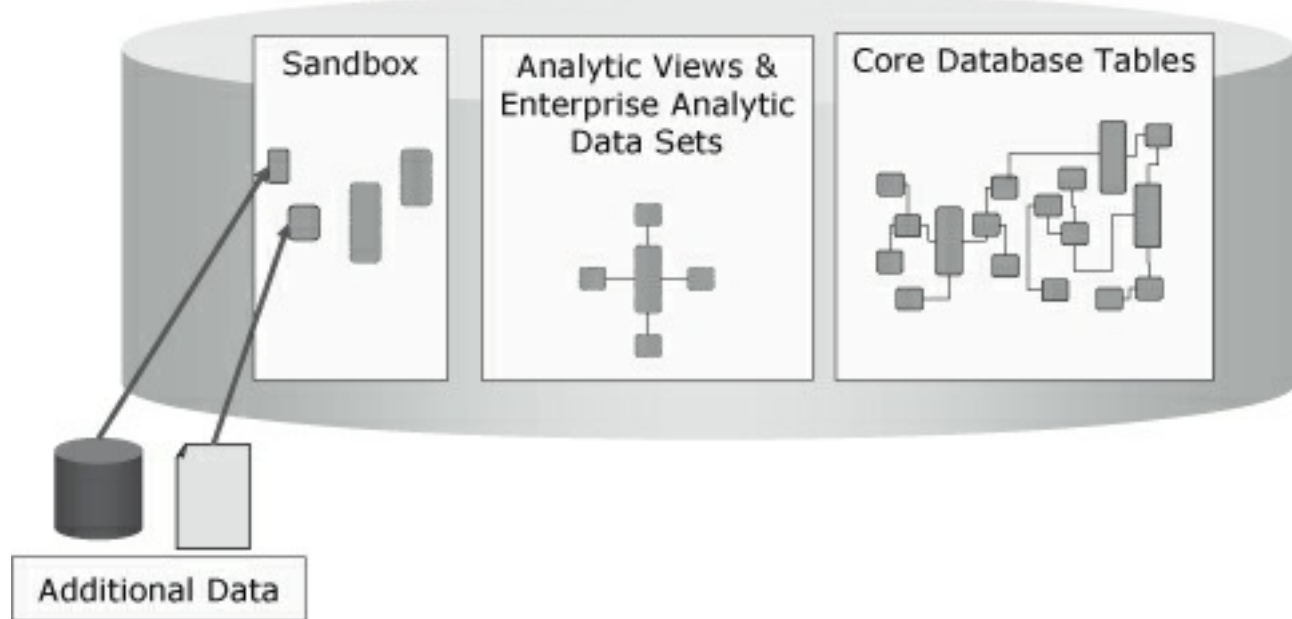 Sandbox
Analytic Views &
Enterprise Analytic
Data Sets
Core Database Tables
Additional Data